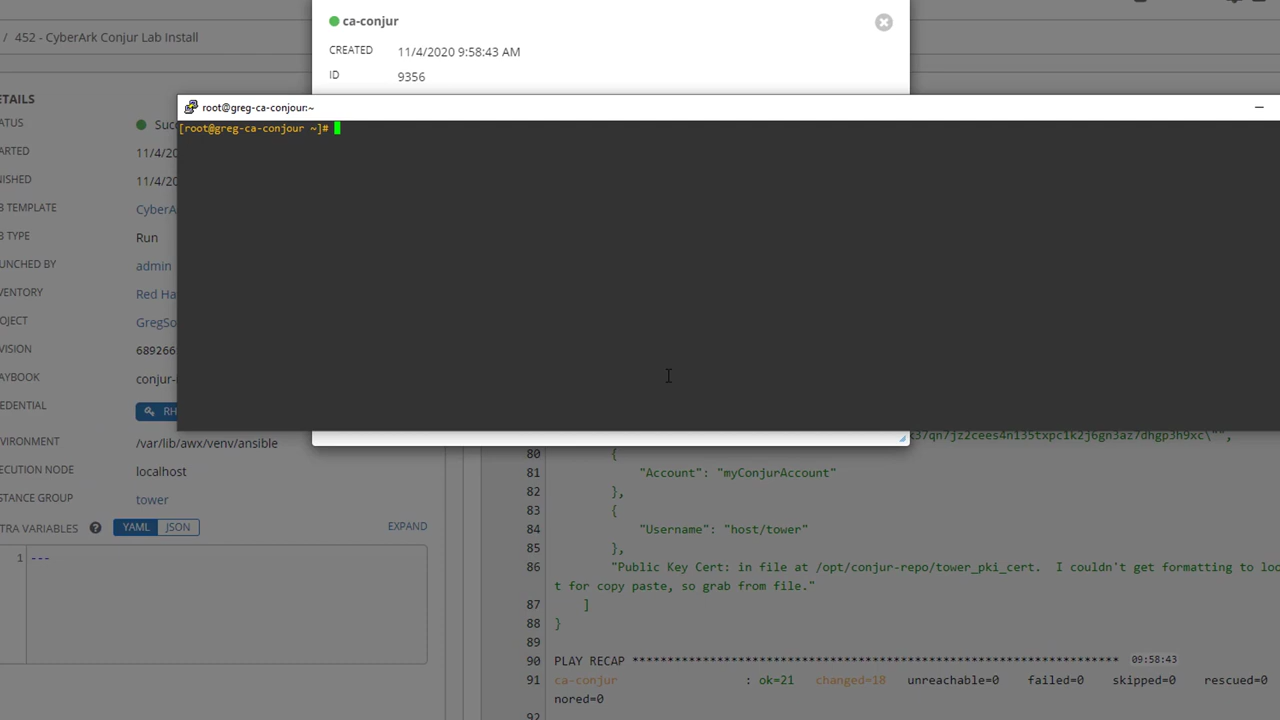 / 452 - CyberArk Conjur Lab Install
ca-conjur
CREATED 11/4/2020 9:58:43 AM
ID 9356
root@greg-ca-conjour:~
[root@greg-ca-conjour ~]#
ETAILS
ATUS Suc
ARTED 11/4/20
NISHED 11/4/20
B TEMPLATE CyberA
B TYPE Run
UNCHED BY admin
VENTORY Red Ha
OJECT GregSo
VISION 689266
AYBOOK conjur-
EDENTIAL RH
VIRONMENT /var/lib/awx/venv/ansible
ECUTION NODE localhost
STANCE GROUP tower
TRA VARIABLES ? YAML JSON EXPAND
1 ---
k37qn7jz2cees4n135txpc1k2j6gn3az7dhgp3h9xc\"",
80 {
81 "Account": "myConjurAccount"
82 },
83 {
84 "Username": "host/tower"
85 },
86 "Public Key Cert: in file at /opt/conjur-repo/tower_pki_cert.  I couldn't get formatting to loo
t for copy paste, so grab from file."
87 ]
88 }
89
90 PLAY RECAP ********************************************************************* 09:58:43
91 ca-conjur : ok=21 changed=18 unreachable=0 failed=0 skipped=0 rescued=0
nored=0
92